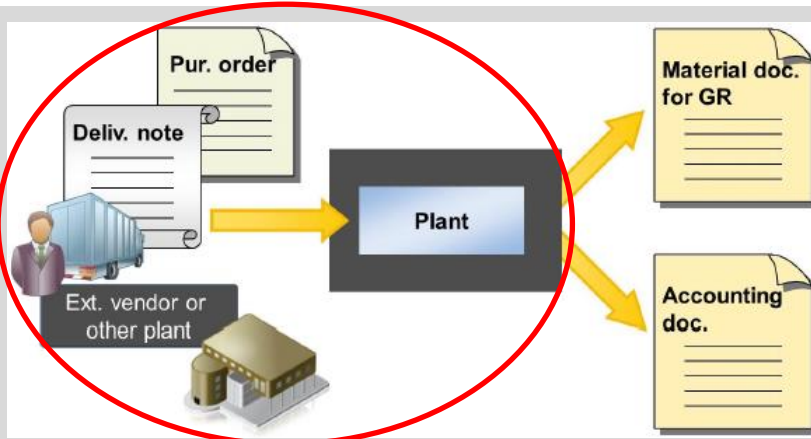 Pur. order
Deliv. note
Plant
Ext. vendor or
other plant
Material doc.
for GR
Accounting
doc.